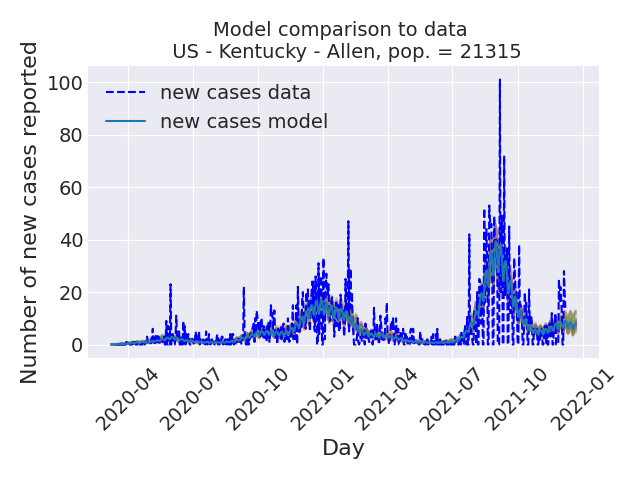 Model comparison to data
US - Kentucky - Allen, pop. = 21315
Number of new cases reported
100
80
60
40
20
0
new cases data
new cases model
2020-04
2020-07
2020-10
2021-01
2021-04
2021-07
2021-10
2022-01
Day